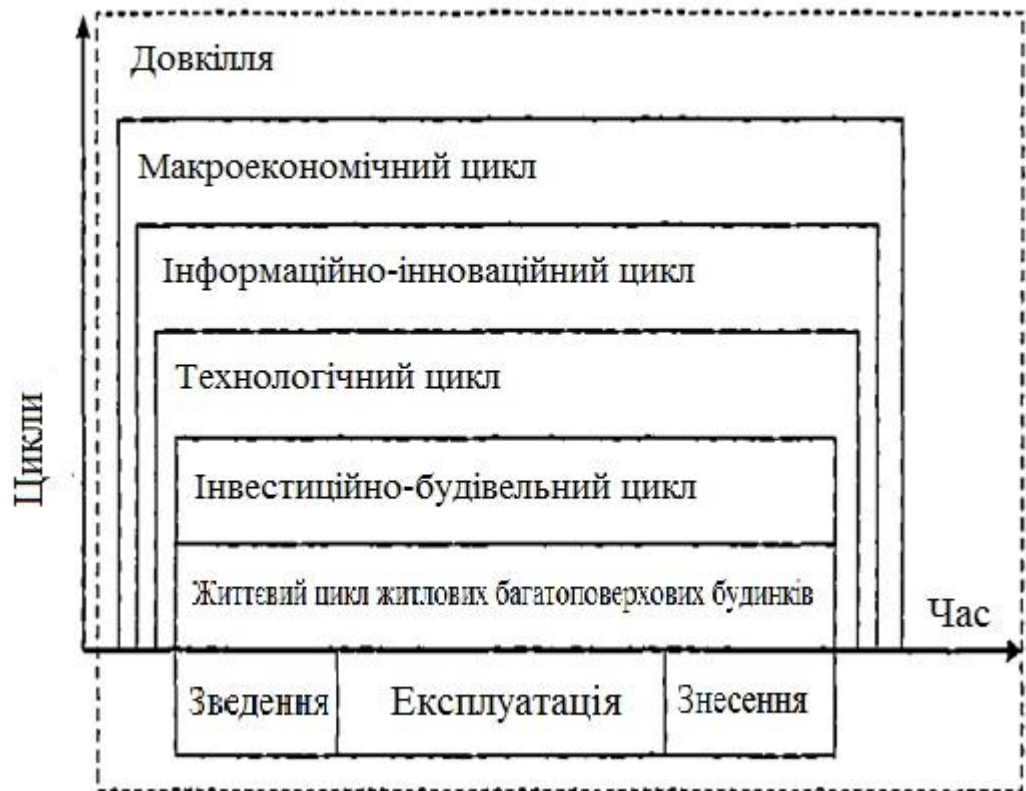 Довкілля
Макроекономічний цикл
Інформаційно-інноваційний цикл
Технологічний цикл
Цикли
Інвестиційно-будівельний цикл
Життєвий цикл житлових багатоповерхових будинків
Час
Зведення
Експлуатація
Знесення